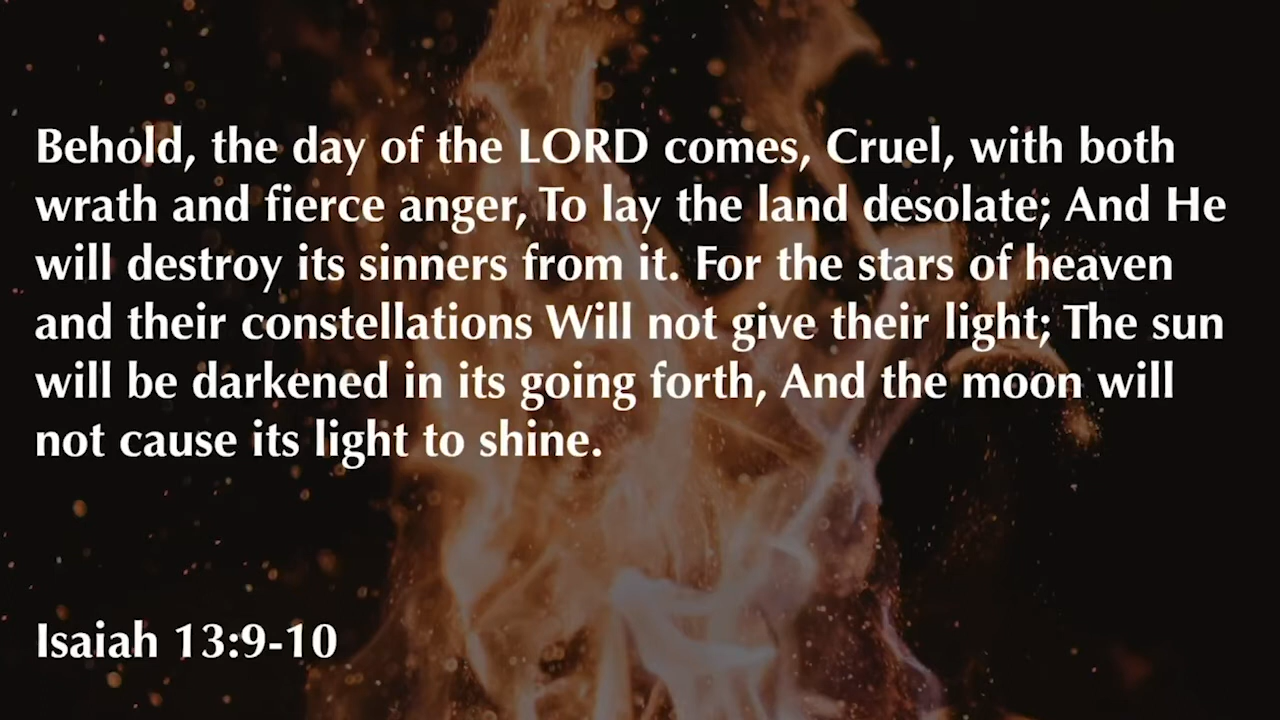 Behold, the day of the LORD comes, Cruel, with both
wrath and fierce anger, To lay the land desolate; And He
will destroy its sinners from it. For the stars of heaven
and their constellations Will not give their light; The sun
will be darkened in its going forth, And the moon will
not cause its light to shine.
Isaiah 13:9-10